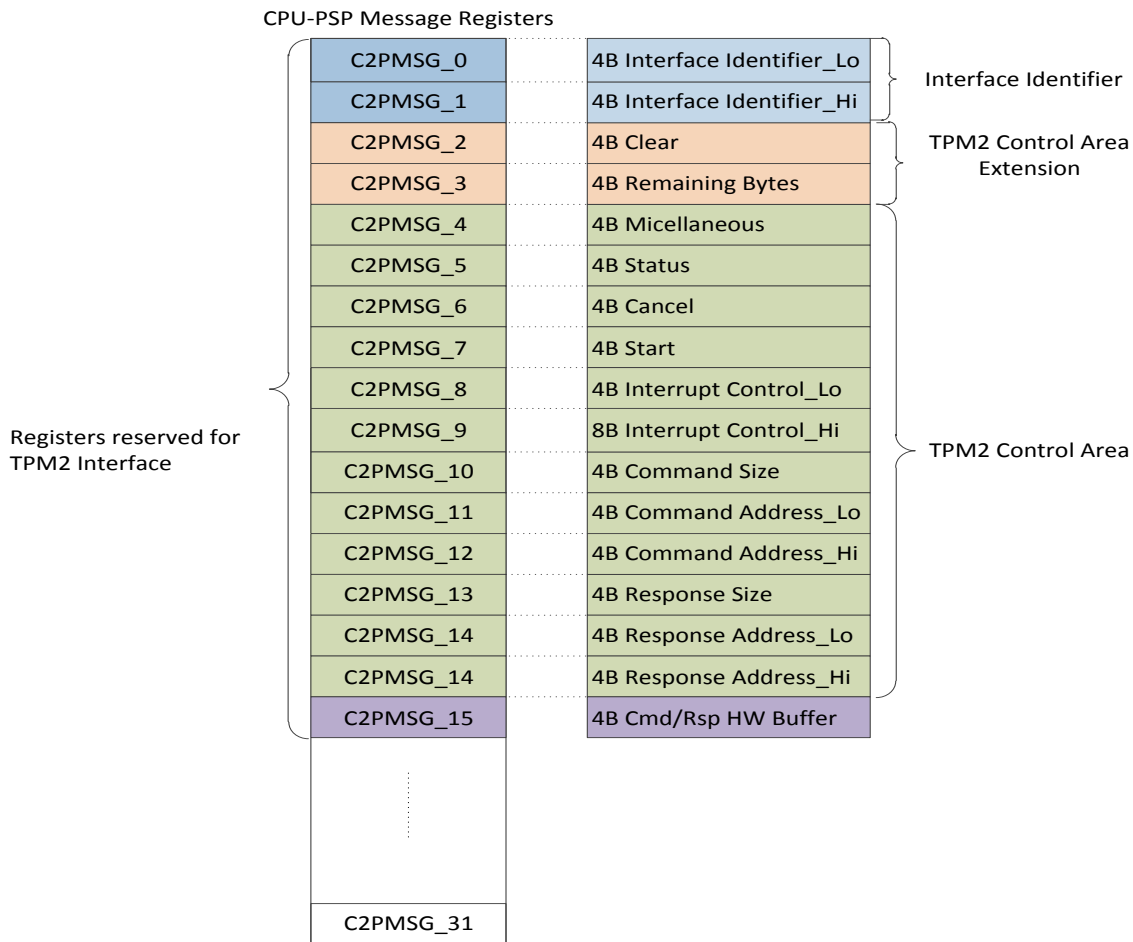 CPU-PSP Message Registers
C2PMSG_0
4B Interface Identifier_Lo
C2PMSG_1
4B Interface Identifier_Hi
Interface Identifier
C2PMSG_2
4B Clear
C2PMSG_3
4B Remaining Bytes
TPM2 Control Area
Extension
C2PMSG_4
4B Micellaneous
C2PMSG_5
4B Status
C2PMSG_6
4B Cancel
C2PMSG_7
4B Start
C2PMSG_8
4B Interrupt Control_Lo
C2PMSG_9
8B Interrupt Control_Hi
C2PMSG_10
4B Command Size
C2PMSG_11
4B Command Address_Lo
C2PMSG_12
4B Command Address_Hi
C2PMSG_13
4B Response Size
C2PMSG_14
4B Response Address_Lo
C2PMSG_14
4B Response Address_Hi
TPM2 Control Area
C2PMSG_15
4B Cmd/Rsp HW Buffer
Registers reserved for
TPM2 Interface
C2PMSG_31